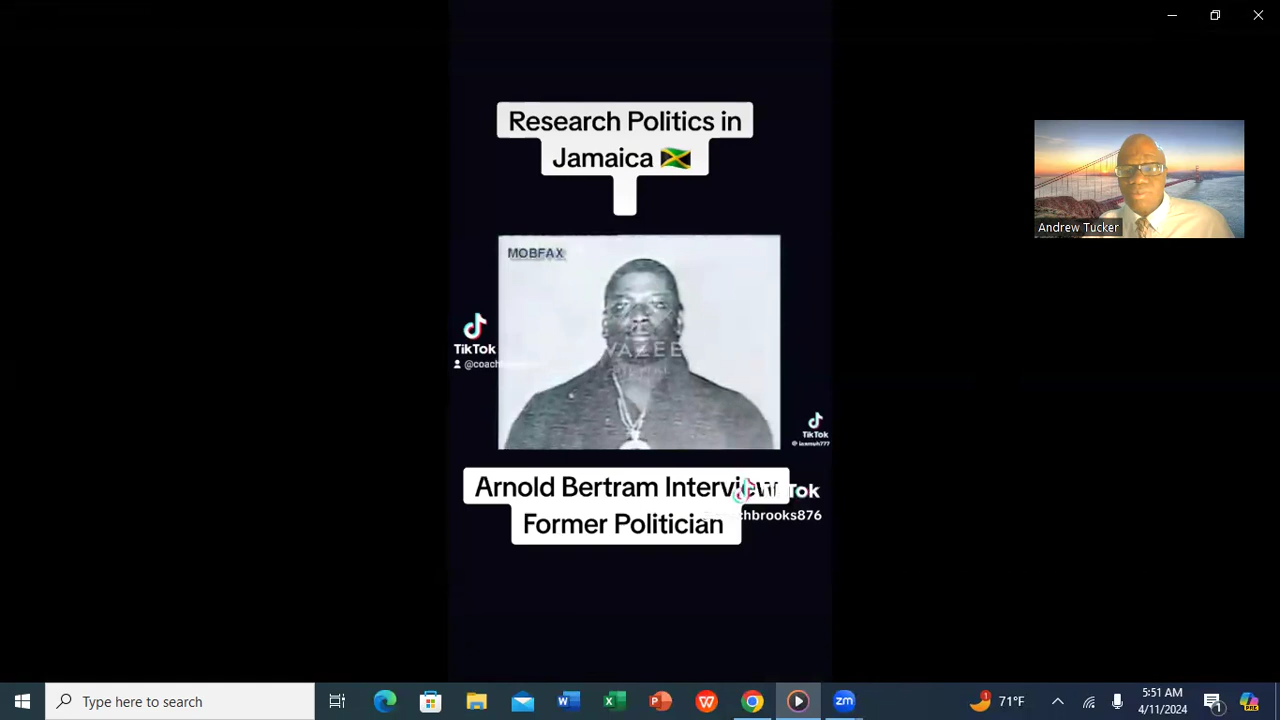 Research Politics in
Jamaica 🇯🇲
MOBFAX
TikTok
TikTok
Arnold Bertram Interview
TikTok
Former Politician
Andrew Tucker
Type here to search
71°F
5:51 AM
4/11/2024